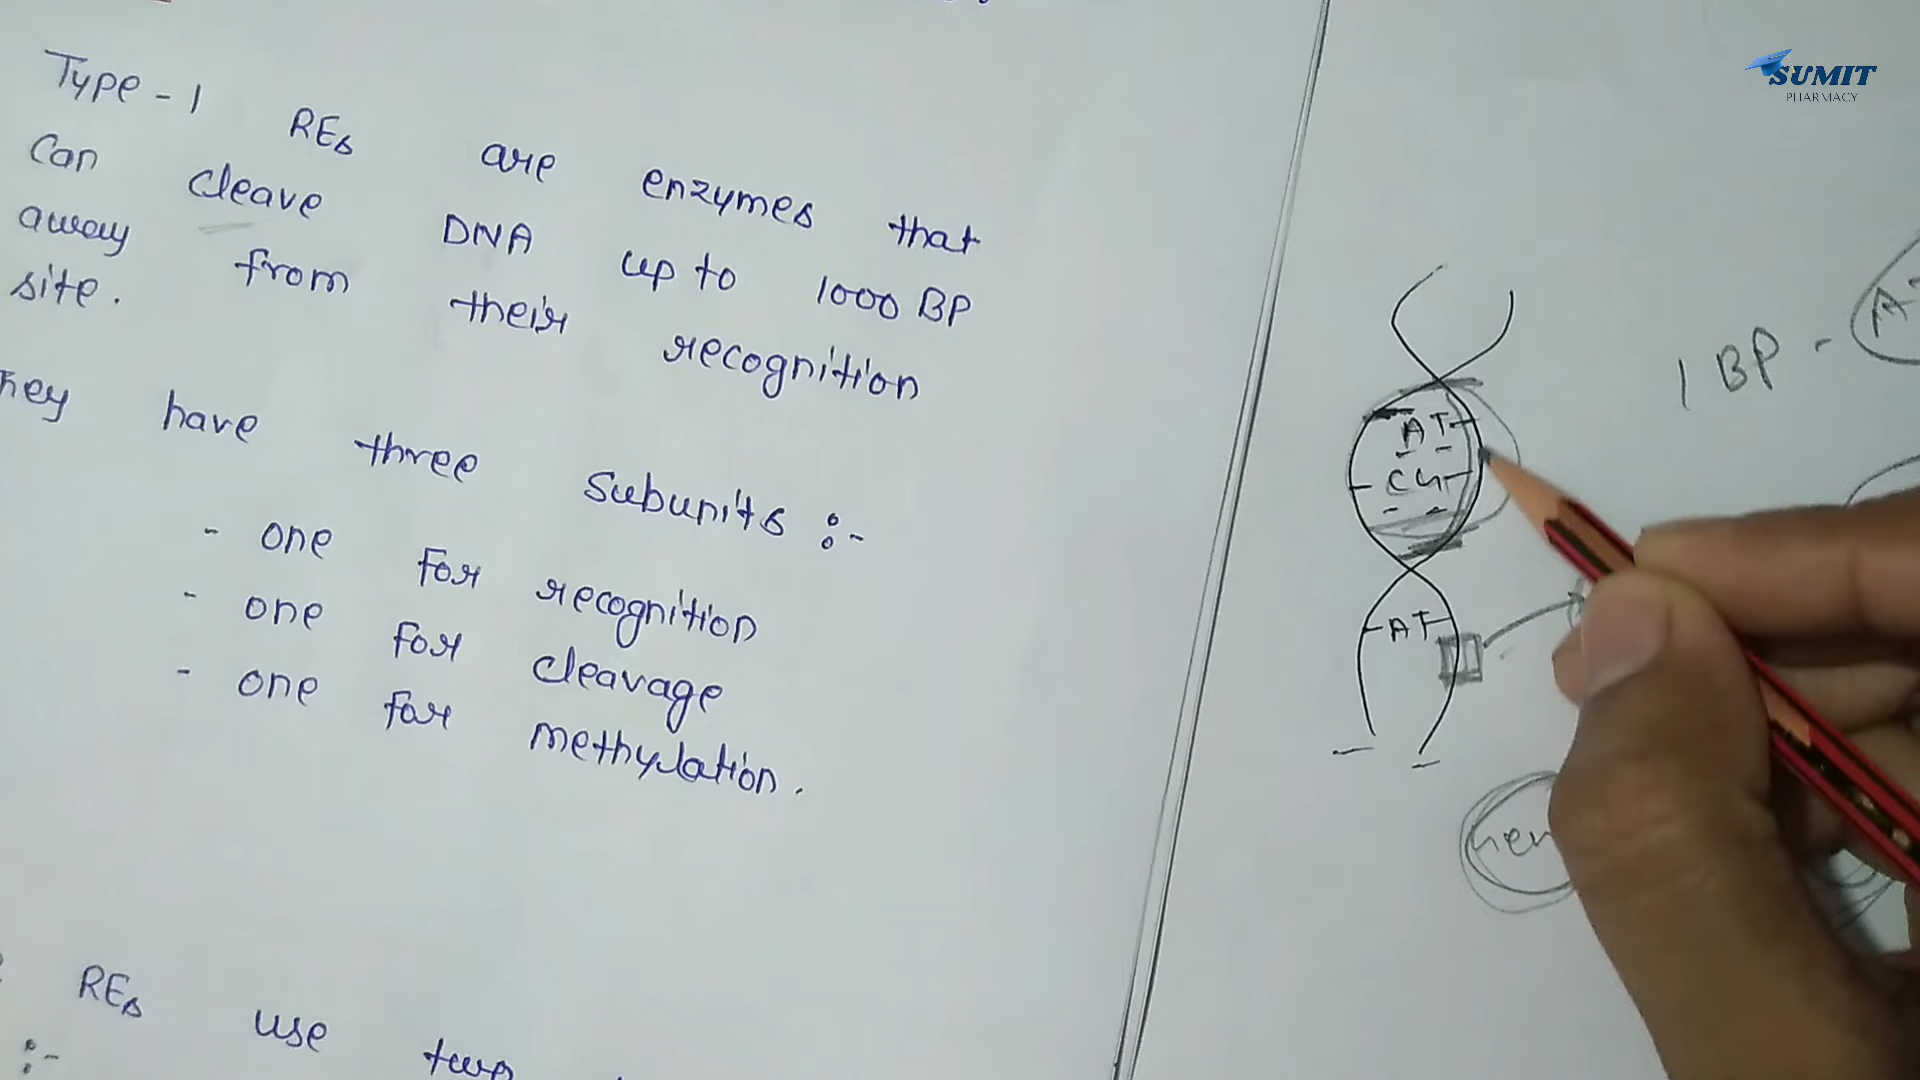 Type-1 REs are enzymes that
can cleave DNA up to 1000 BP
away from their recognition
site.
hey have three subunits :-
- one for recognition
- one for cleavage
- one for methylation.
REs use two
:-
AT
CG
AT
1 BP -
SUMIT
PHARMACY